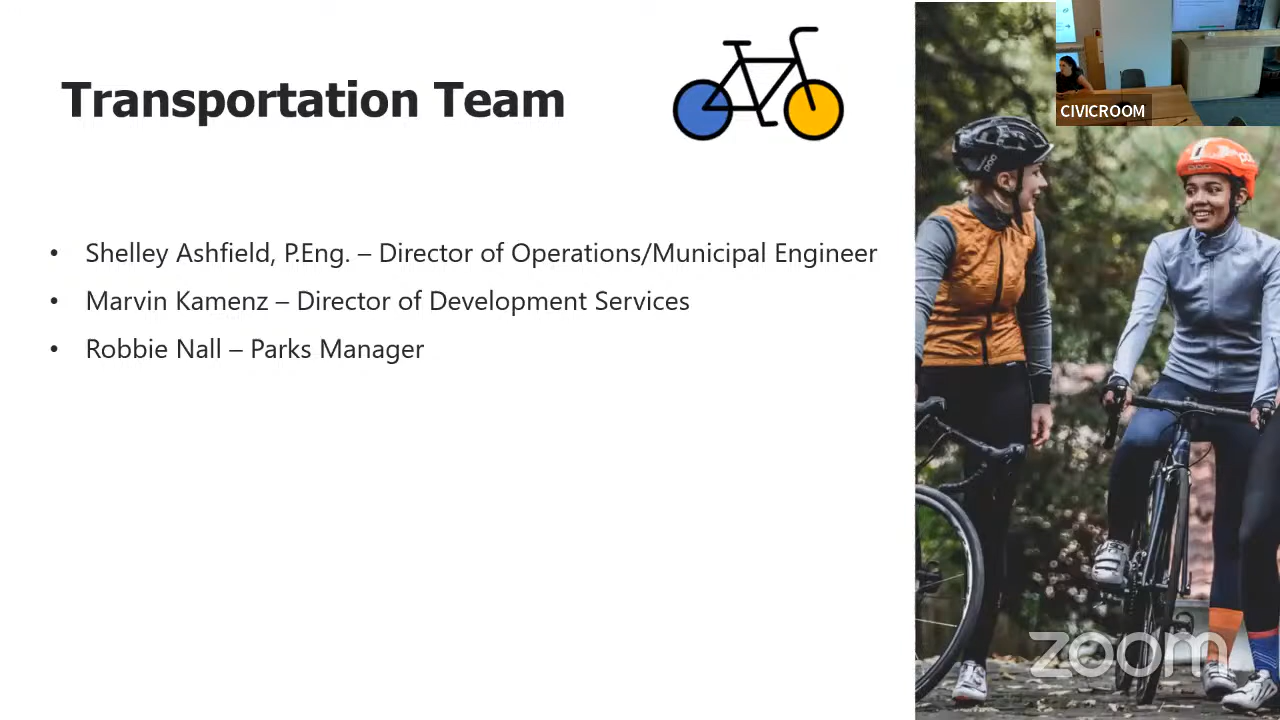 Transportation Team
CIVICROOM
• Shelley Ashfield, P.Eng. – Director of Operations/Municipal Engineer
• Marvin Kamenz – Director of Development Services
• Robbie Nall – Parks Manager
poc
zoom